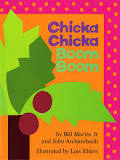 Chicka
Chicka
Boom
Boom
by Bill Martin Jr
and John Archambault
illustrated by Lois Ehlert